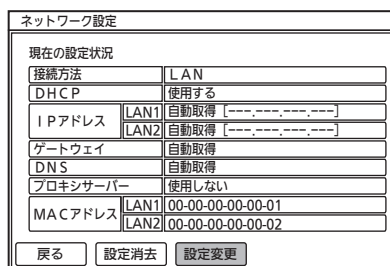 ネットワーク設定
現在の設定状況
接続方法 LAN
DHCP 使用する
IPアドレス LAN1 自動取得 [---.---.---.---]
LAN2 自動取得 [---.---.---.---]
ゲートウェイ 自動取得
DNS 自動取得
プロキシサーバー 使用しない
MACアドレス LAN1 00-00-00-00-00-01
LAN2 00-00-00-00-00-02
戻る 設定消去 設定変更